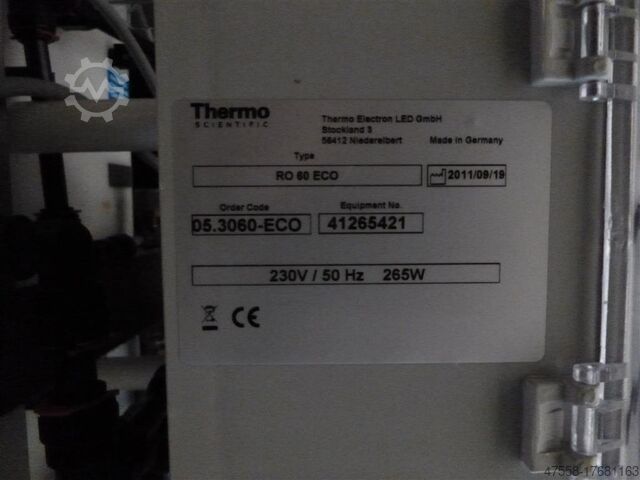 Thermo
SCIENTIFIC
Thermo Electron LED GmbH
Stockland 3
56412 Niederelbert Made in Germany
Type
RO 60 ECO 2011/09/19
Order Code Equipment No.
05.3060-ECO 41265421
230V / 50 Hz 265W
CE
47558-17681163